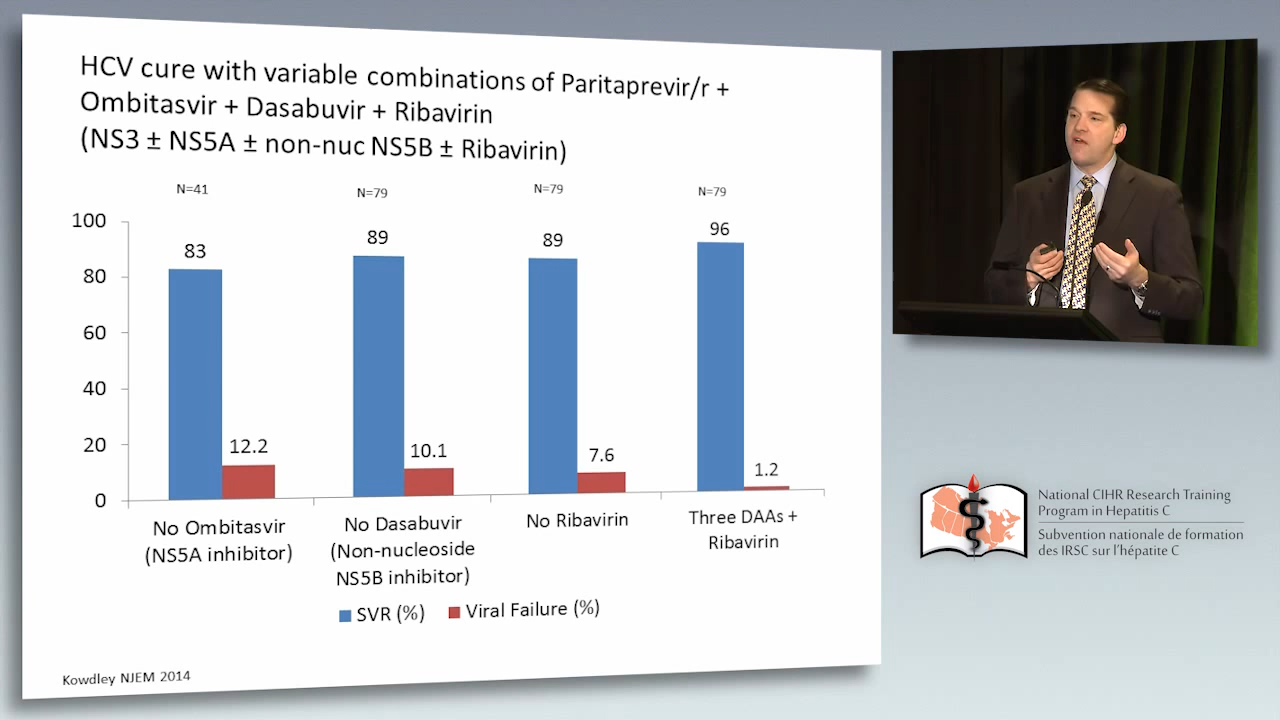 HCV cure with variable combinations of Paritaprevir/r +
Ombitasvir + Dasabuvir + Ribavirin
(NS3 ± NS5A ± non-nuc NS5B ± Ribavirin)
N=41
N=79
N=79
N=79
100
80
60
40
20
0
83
12.2
89
10.1
89
7.6
96
1.2
No Ombitasvir
(NS5A inhibitor)
No Dasabuvir
(Non-nucleoside
NS5B inhibitor)
No Ribavirin
Three DAAs +
Ribavirin
SVR (%)
Viral Failure (%)
Kowdley NJEM 2014
National CIHR Research Training
Program in Hepatitis C
Subvention nationale de formation
des IRSC sur l'hépatite C